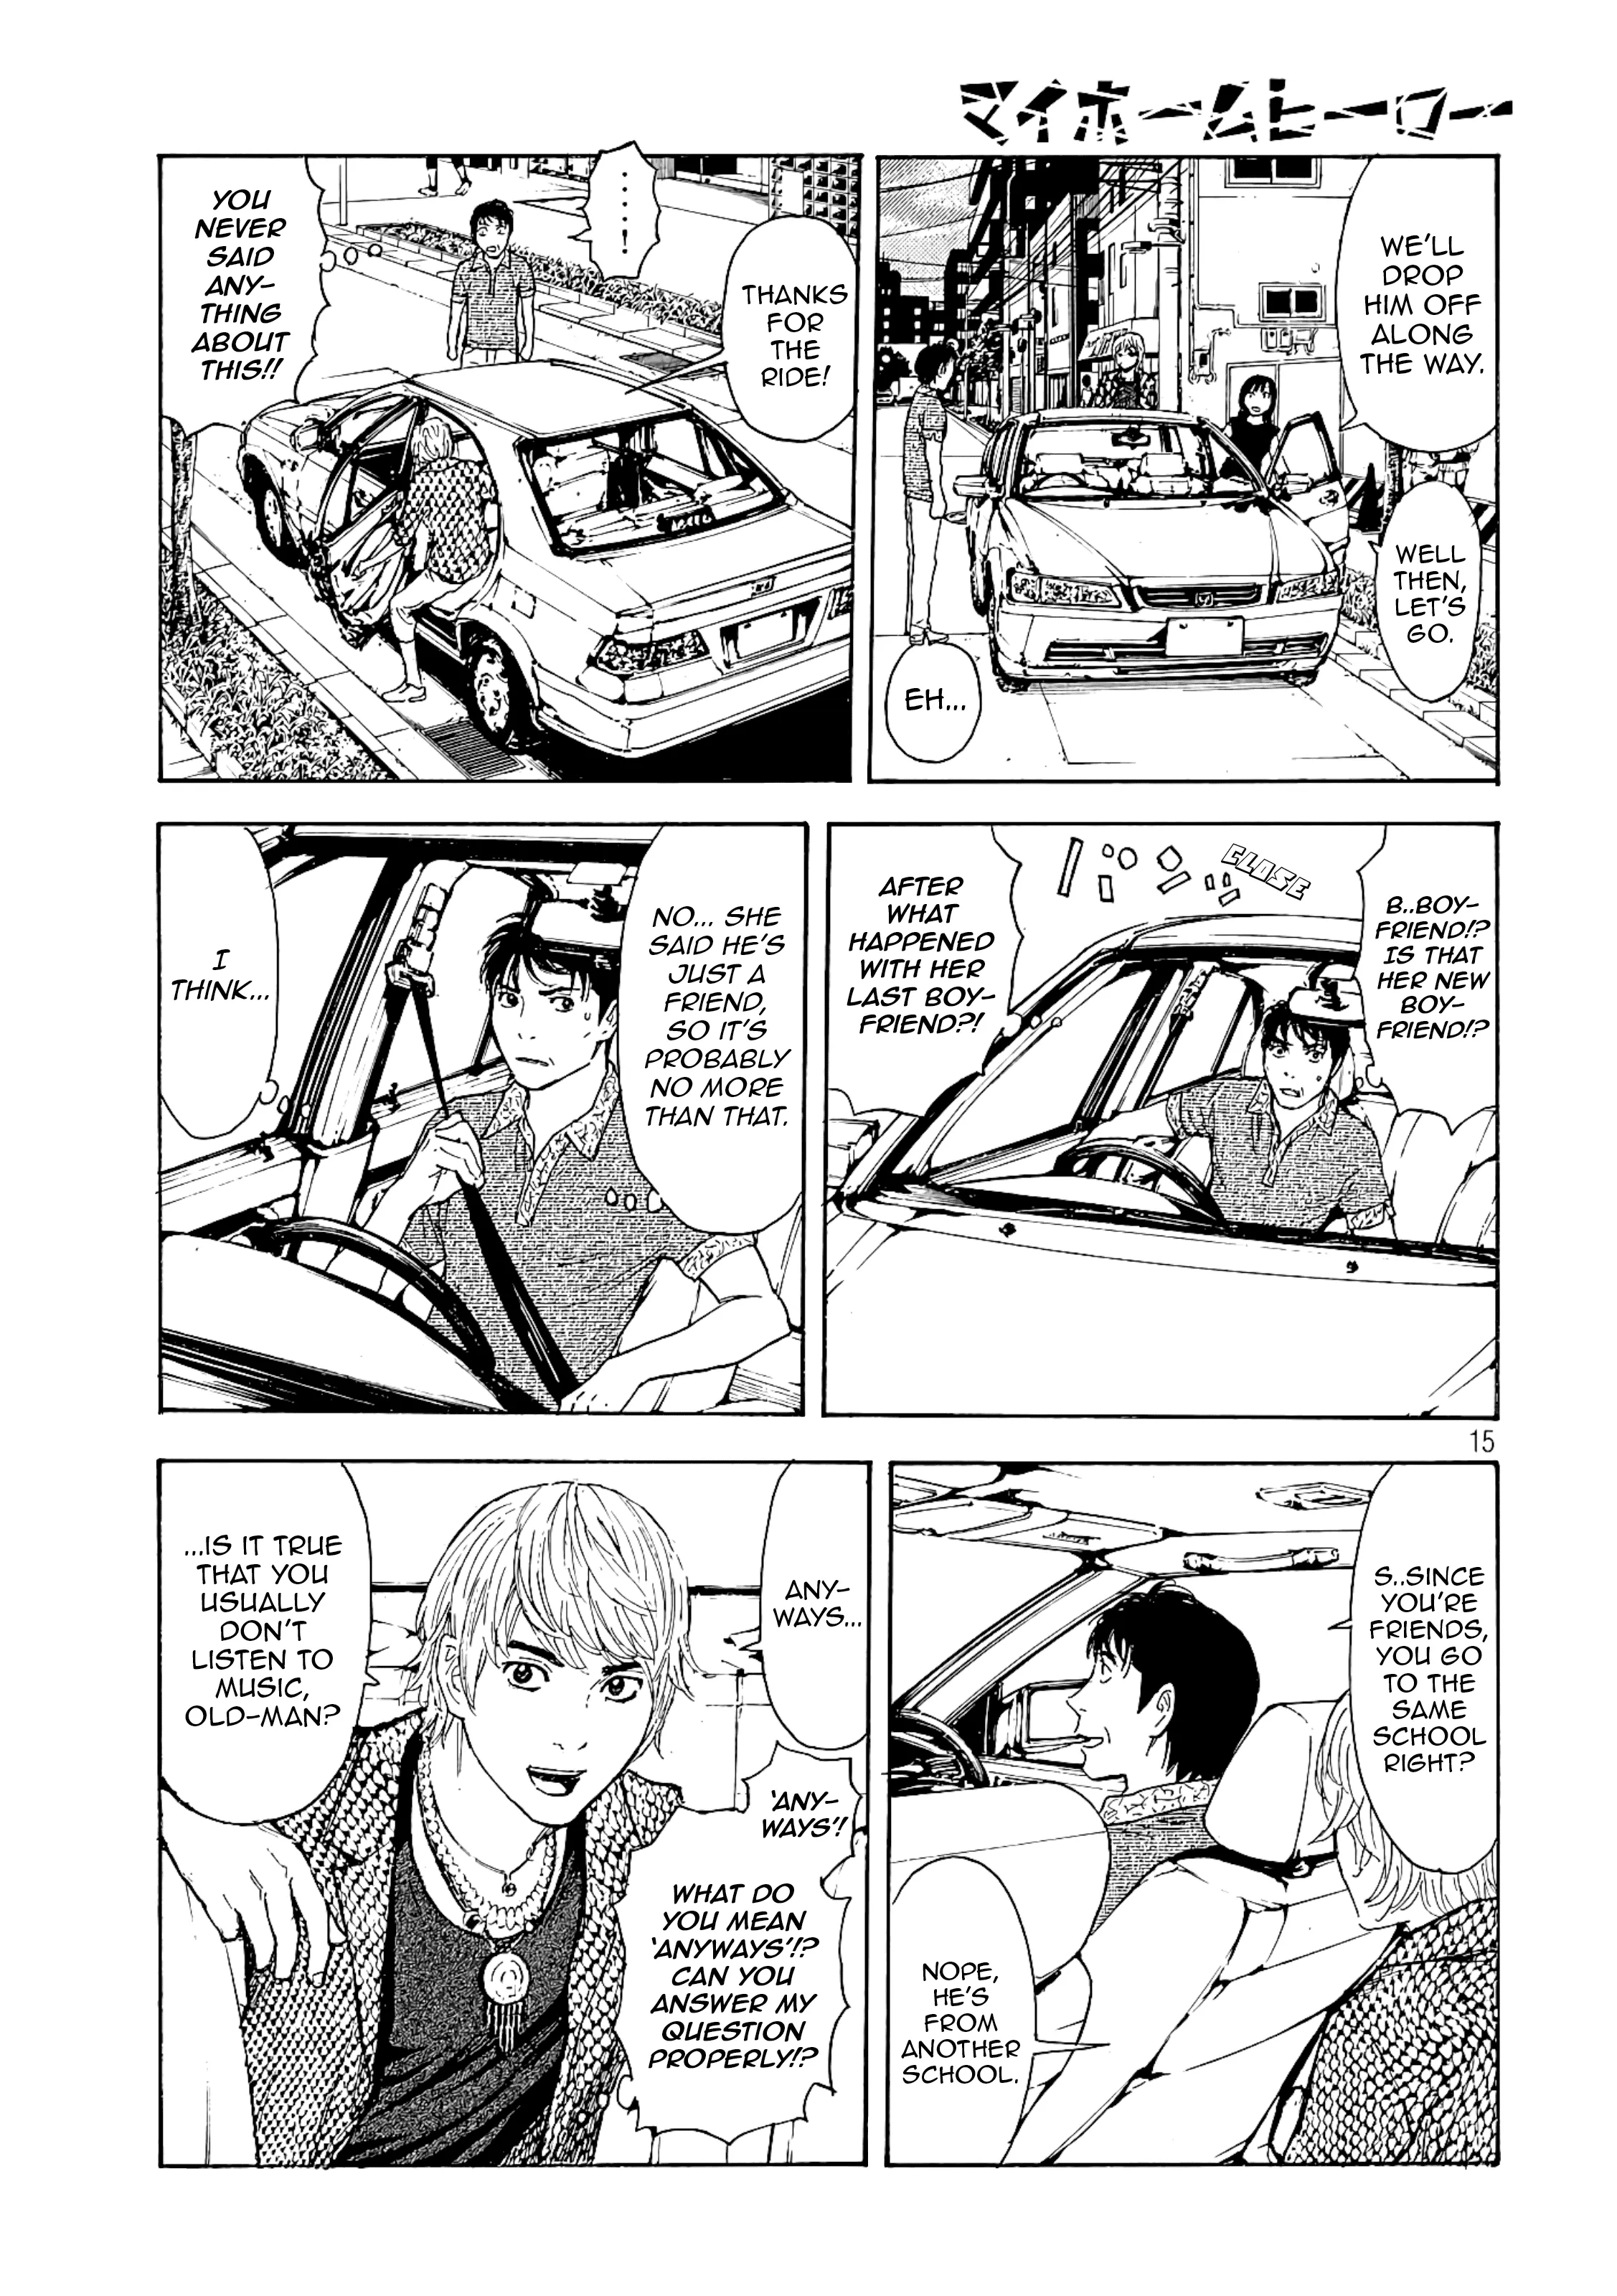 マイホームヒーロー
WE'LL
DROP
HIM OFF
ALONG
THE WAY.
WELL
THEN,
LET'S
GO.
EH...
......!
THANKS
FOR
THE
RIDE!
YOU
NEVER
SAID
ANY-
THING
ABOUT
THIS!!
B..BOY-
FRIEND!?
IS THAT
HER NEW
BOY-
FRIEND!?
バンッ
CLOSE
AFTER
WHAT
HAPPENED
WITH HER
LAST BOY-
FRIEND?!
NO... SHE
SAID HE'S
JUST A
FRIEND,
SO IT'S
PROBABLY
NO MORE
THAN THAT.
I
THINK...
15
S..SINCE
YOU'RE
FRIENDS,
YOU GO
TO THE
SAME
SCHOOL
RIGHT?
NOPE,
HE'S
FROM
ANOTHER
SCHOOL.
ANY-
WAYS...
'ANY-
WAYS'!
WHAT DO
YOU MEAN
'ANYWAYS'!?
CAN YOU
ANSWER MY
QUESTION
PROPERLY!?
...IS IT TRUE
THAT YOU
USUALLY
DON'T
LISTEN TO
MUSIC,
OLD-MAN?